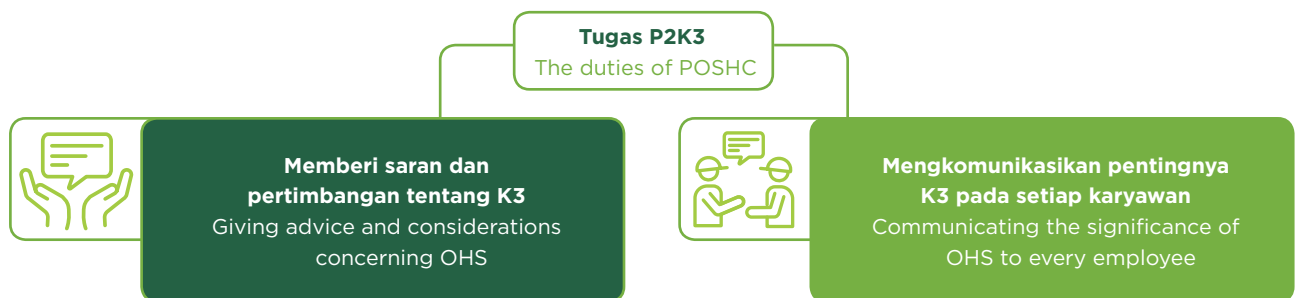 Tugas P2K3
The duties of POSHC
Memberi saran dan
pertimbangan tentang K3
Giving advice and considerations
concerning OHS
Mengkomunikasikan pentingnya
K3 pada setiap karyawan
Communicating the significance of
OHS to every employee